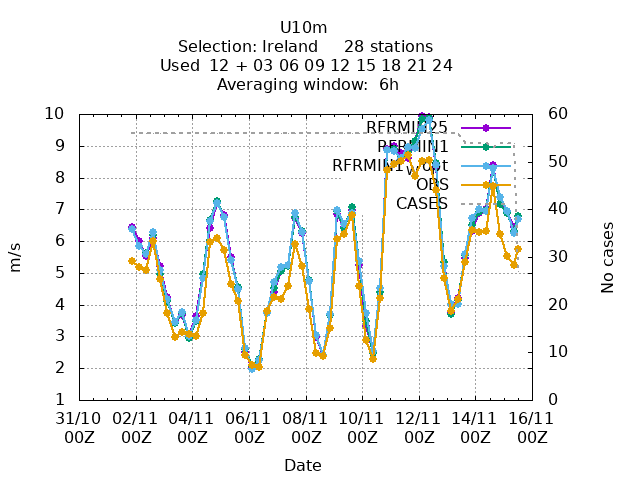 U10m
Selection: Ireland 28 stations
Used 12 + 03 06 09 12 15 18 21 24
Averaging window: 6h
10
9
8
7
6
5
4
3
2
1
m/s
60
50
40
30
20
10
0
No cases
RFRMIN25
RFRMIN1
RFRMIN1wopt
OBS
CASES
31/10 02/11 04/11 06/11 08/11 10/11 12/11 14/11 16/11
00Z 00Z 00Z 00Z 00Z 00Z 00Z 00Z 00Z
Date